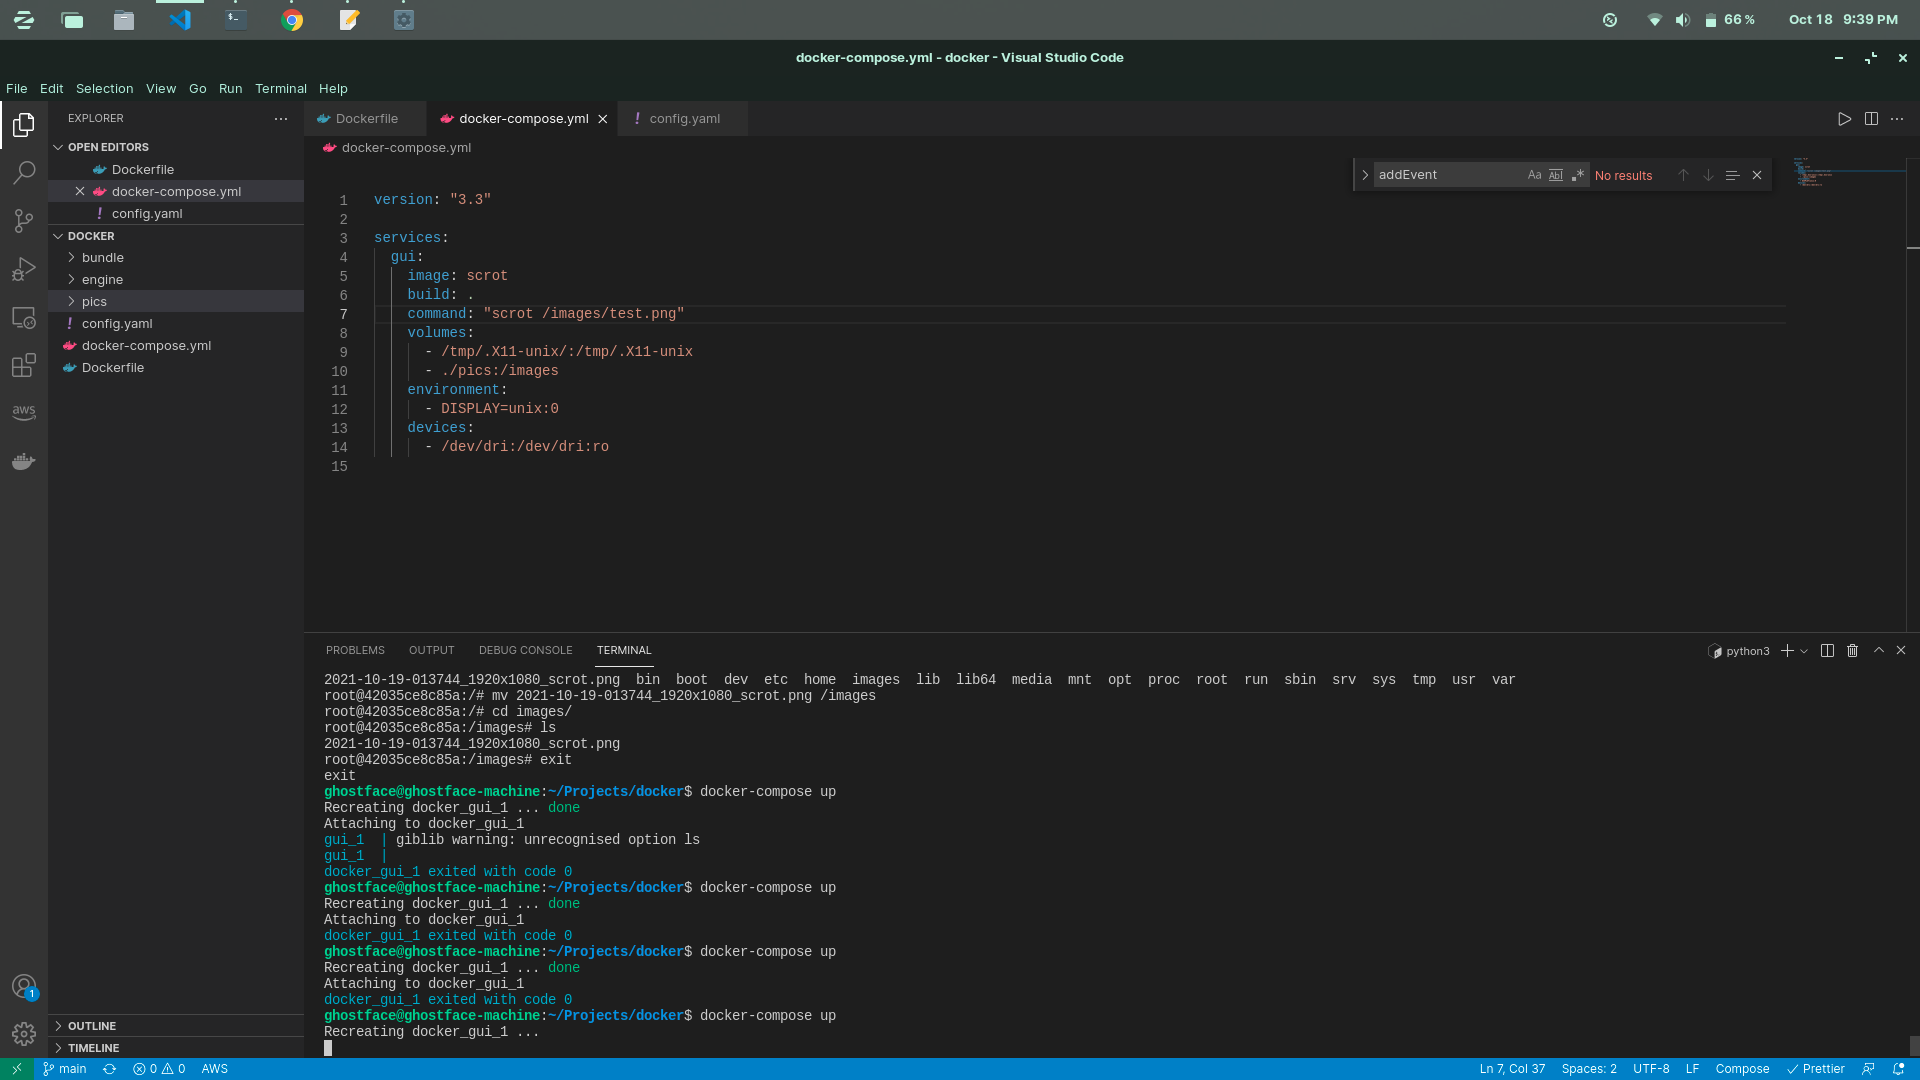 66 %
Oct 18 9:39 PM
docker-compose.yml - docker - Visual Studio Code
File Edit Selection View Go Run Terminal Help
EXPLORER
OPEN EDITORS
Dockerfile
docker-compose.yml
config.yaml
DOCKER
bundle
engine
pics
config.yaml
docker-compose.yml
Dockerfile
aws
1
OUTLINE
TIMELINE
Dockerfile docker-compose.yml config.yaml
docker-compose.yml
addEvent Aa Abl .* No results
1 version: "3.3"
2
3 services:
4 gui:
5 image: scrot
6 build: .
7 command: "scrot /images/test.png"
8 volumes:
9 - /tmp/.X11-unix/:/tmp/.X11-unix
10 - ./pics:/images
11 environment:
12 - DISPLAY=unix:0
13 devices:
14 - /dev/dri:/dev/dri:ro
15
PROBLEMS OUTPUT DEBUG CONSOLE TERMINAL
python3
2021-10-19-013744_1920x1080_scrot.png bin boot dev etc home images lib lib64 media mnt opt proc root run sbin srv sys tmp usr var
root@42035ce8c85a:/# mv 2021-10-19-013744_1920x1080_scrot.png /images
root@42035ce8c85a:/# cd images/
root@42035ce8c85a:/images# ls
2021-10-19-013744_1920x1080_scrot.png
root@42035ce8c85a:/images# exit
exit
ghostface@ghostface-machine:~/Projects/docker$ docker-compose up
Recreating docker_gui_1 ... done
Attaching to docker_gui_1
gui_1 | giblib warning: unrecognised option ls
gui_1 |
docker_gui_1 exited with code 0
ghostface@ghostface-machine:~/Projects/docker$ docker-compose up
Recreating docker_gui_1 ... done
Attaching to docker_gui_1
docker_gui_1 exited with code 0
ghostface@ghostface-machine:~/Projects/docker$ docker-compose up
Recreating docker_gui_1 ... done
Attaching to docker_gui_1
docker_gui_1 exited with code 0
ghostface@ghostface-machine:~/Projects/docker$ docker-compose up
Recreating docker_gui_1 ...
main 0 0 AWS
Ln 7, Col 37 Spaces: 2 UTF-8 LF Compose Prettier